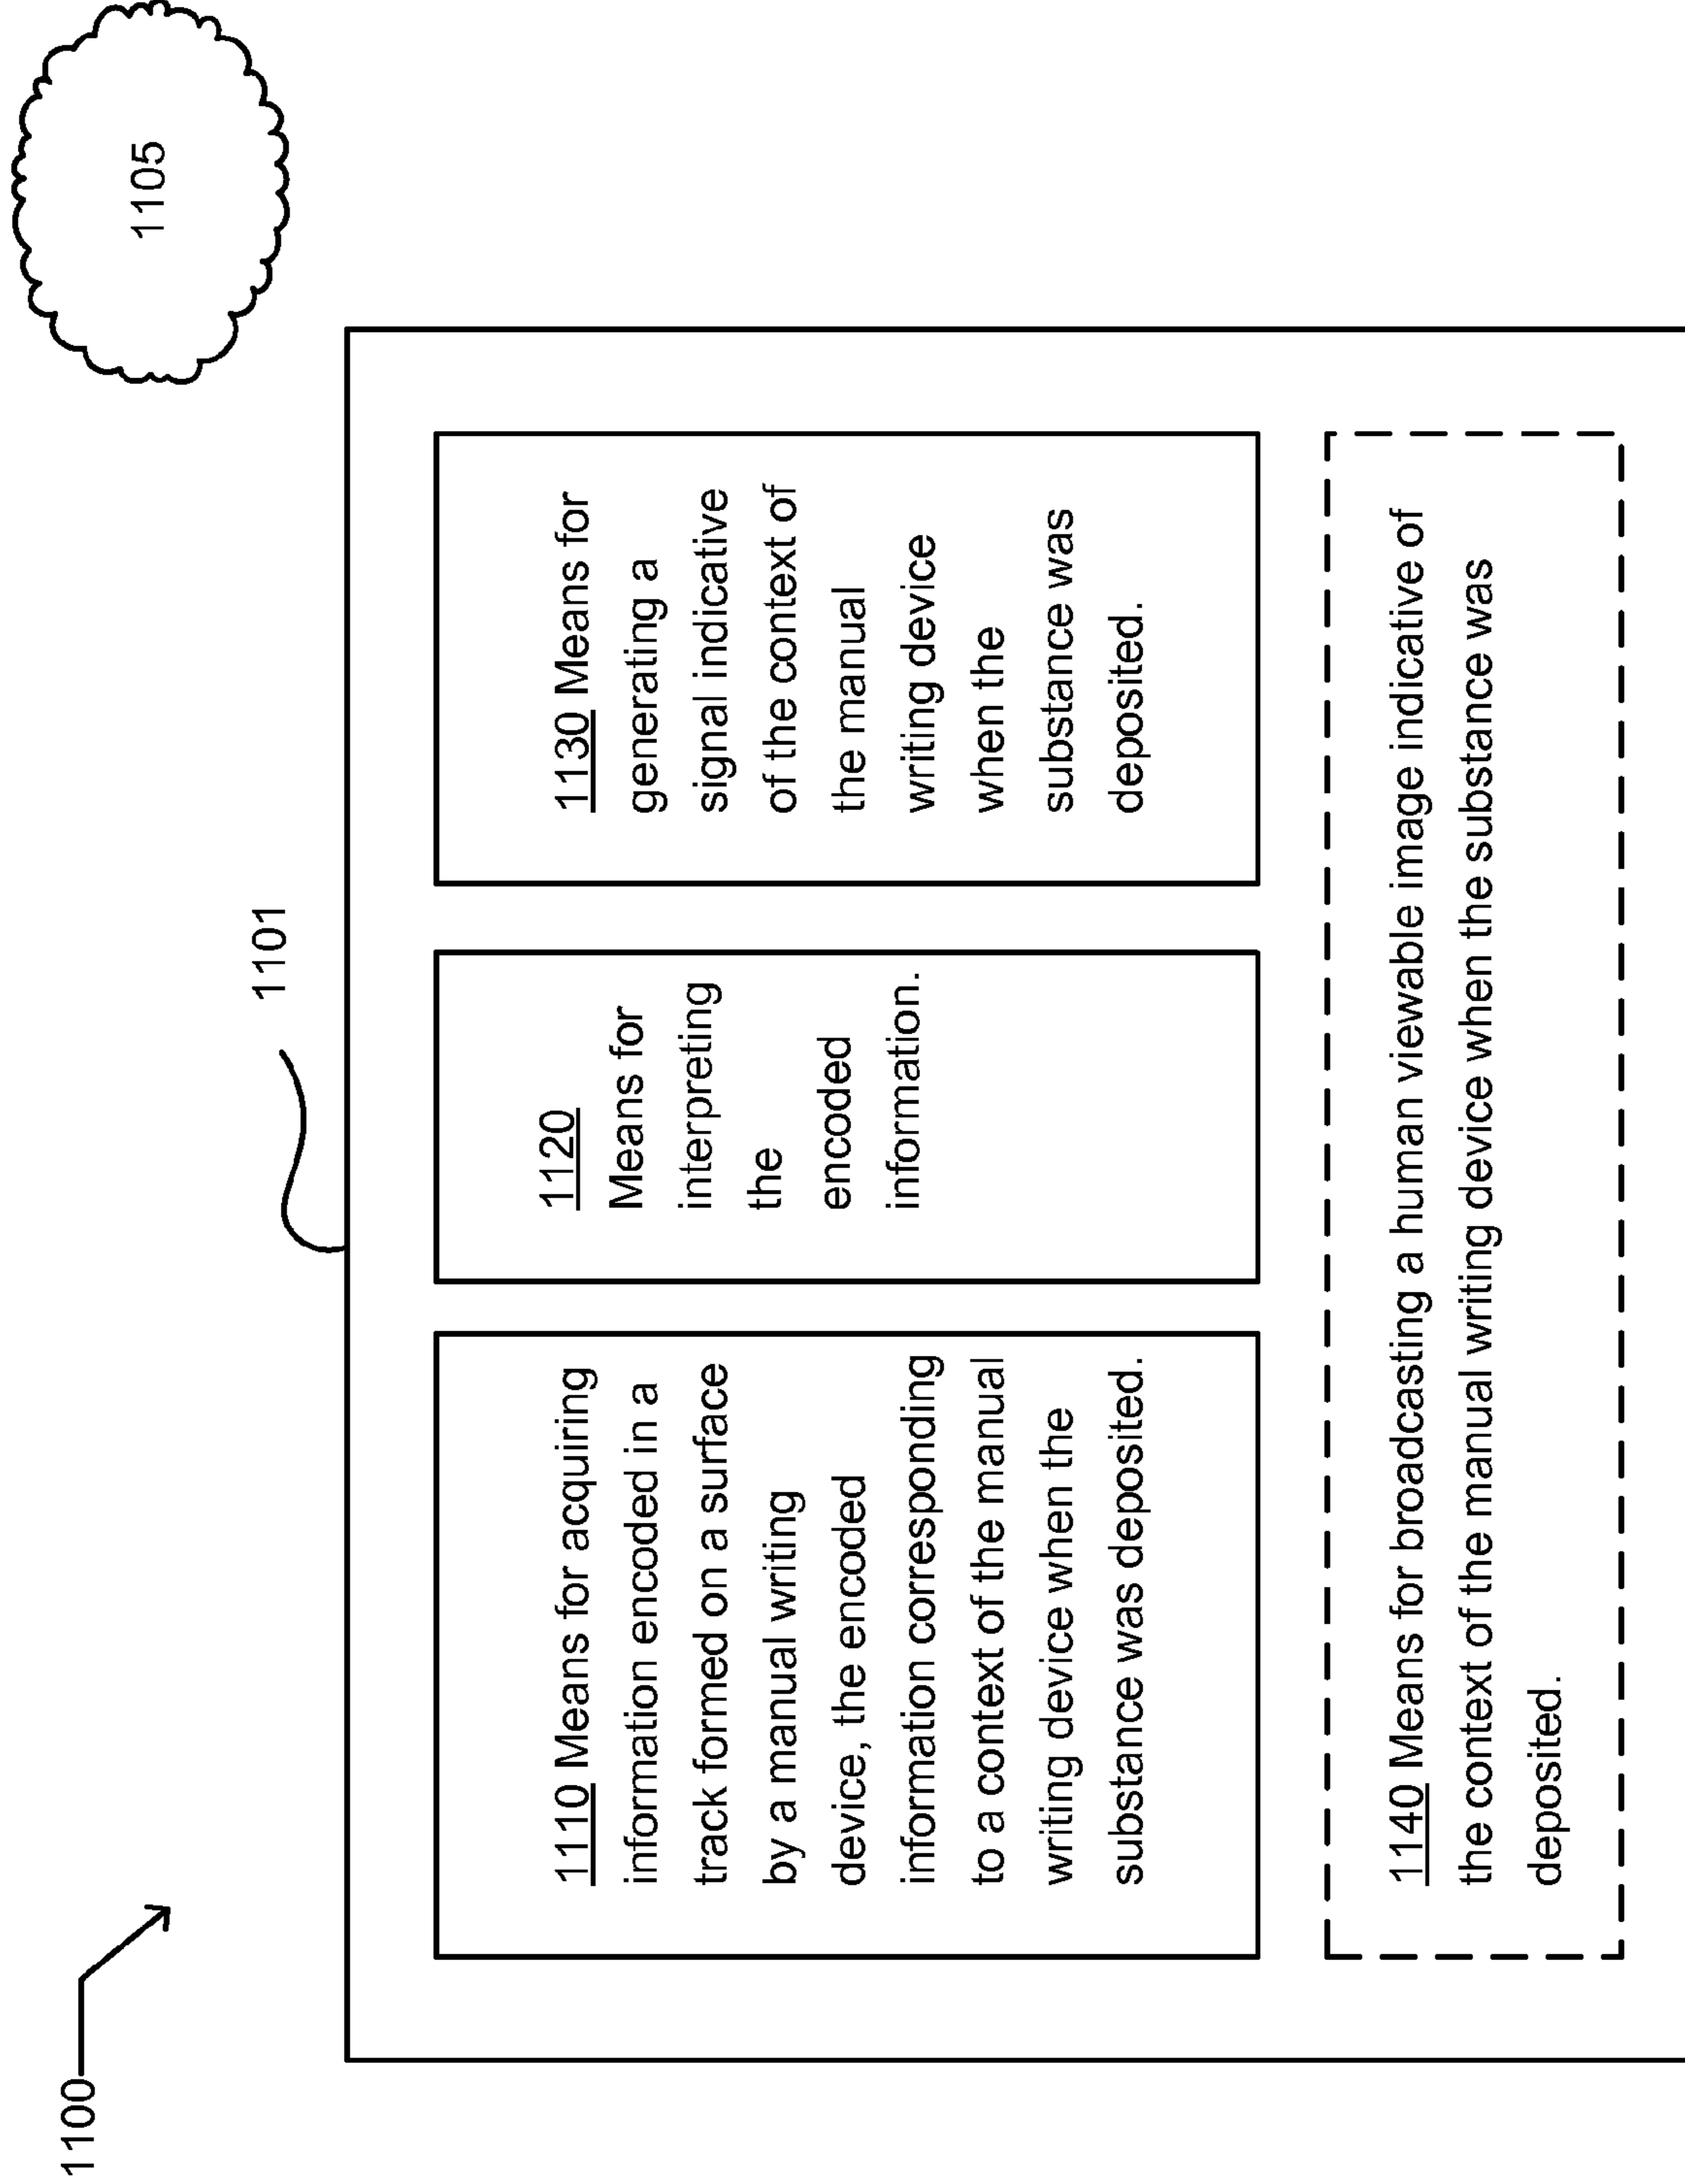 1100
1105
1101
1110 Means for acquiring
information encoded in a
track formed on a surface
by a manual writing
device, the encoded
information corresponding
to a context of the manual
writing device when the
substance was deposited.
1120
Means for
interpreting
the
encoded
information.
1130 Means for
generating a
signal indicative
of the context of
the manual
writing device
when the
substance was
deposited.
1140 Means for broadcasting a human viewable image indicative of
the context of the manual writing device when the substance was
deposited.